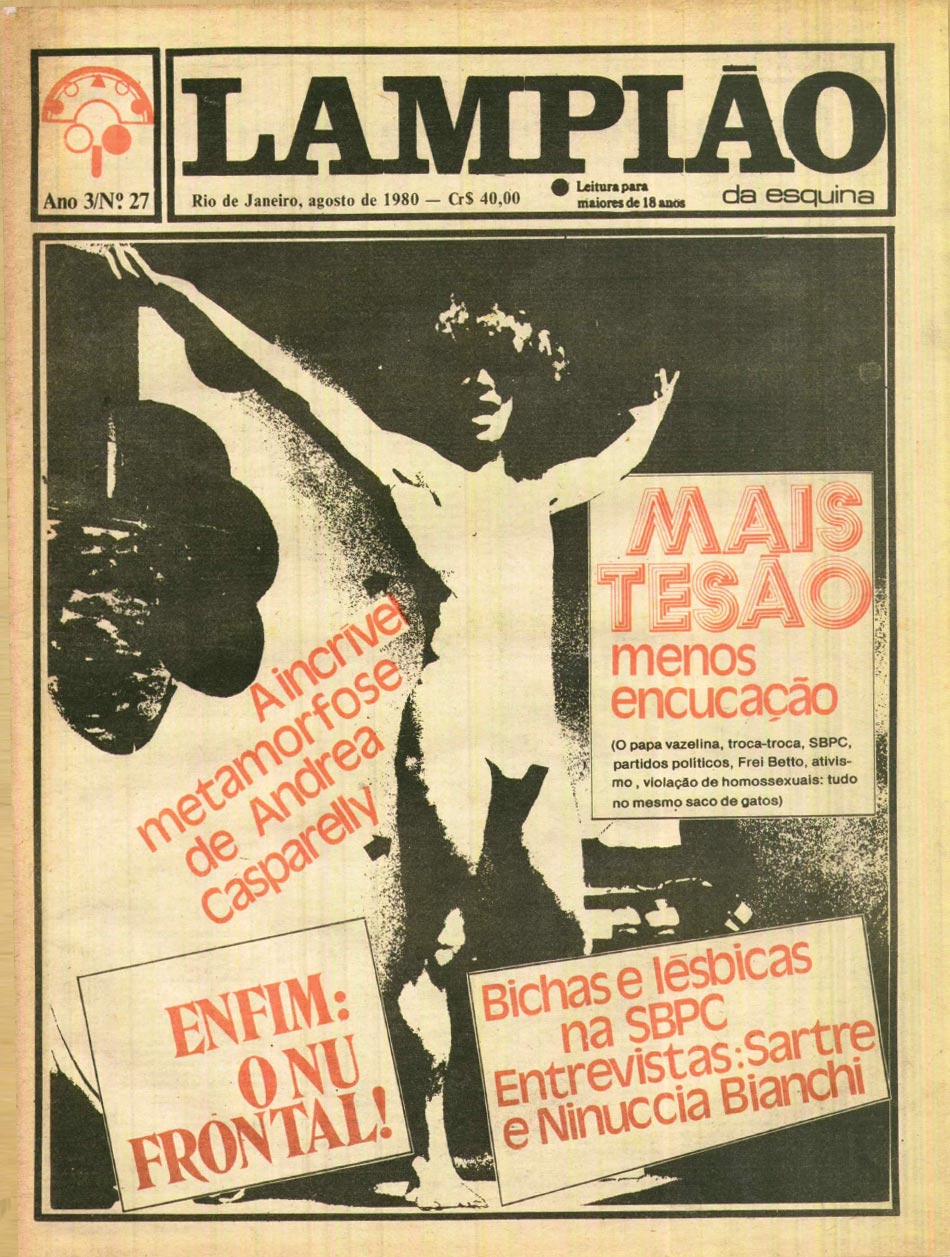 LAMPIÃO
da esquina
Ano 3/Nº 27
Rio de Janeiro, agosto de 1980 — Cr$ 40,00
Leitura para
maiores de 18 anos
MAIS
TESÃO
menos
encucação
(O papa vazelina, troca-troca, SBPC,
partidos políticos, Frei Betto, ativis-
mo , violação de homossexuais: tudo
no mesmo saco de gatos)
A incrível
metamorfose
de Andrea
Casparelly
ENFIM:
O NU
FRONTAL!
Bichas e lésbicas
na SBPC
Entrevistas: Sartre
e Ninuccia Bianchi